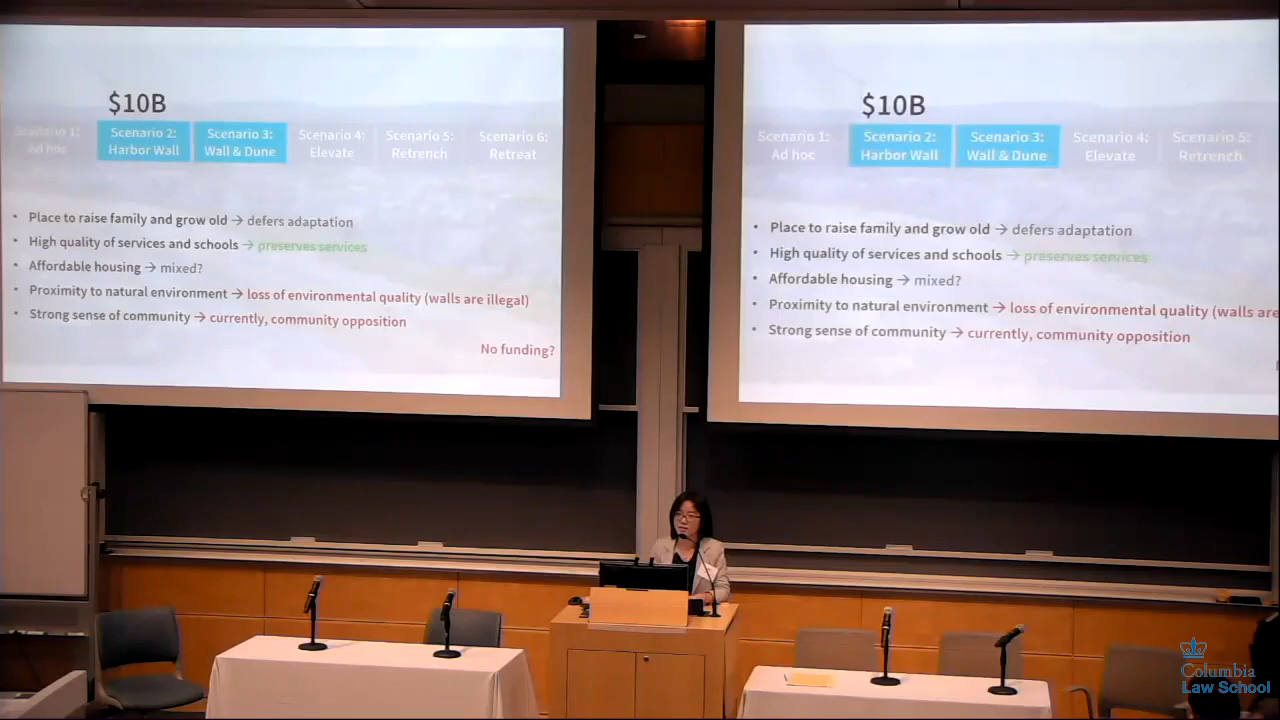 $10B
Scenario 1:
Ad hoc
Scenario 2:
Harbor Wall
Scenario 3:
Wall & Dune
Scenario 4:
Elevate
Scenario 5:
Retrench
Scenario 6:
Retreat
• Place to raise family and grow old → defers adaptation
• High quality of services and schools → preserves services
• Affordable housing → mixed?
• Proximity to natural environment → loss of environmental quality (walls are illegal)
• Strong sense of community → currently, community opposition
No funding?
$10B
Scenario 1:
Ad hoc
Scenario 2:
Harbor Wall
Scenario 3:
Wall & Dune
Scenario 4:
Elevate
Scenario 5:
Retrench
• Place to raise family and grow old → defers adaptation
• High quality of services and schools → preserves services
• Affordable housing → mixed?
• Proximity to natural environment → loss of environmental quality (walls are
• Strong sense of community → currently, community opposition
Columbia
Law School